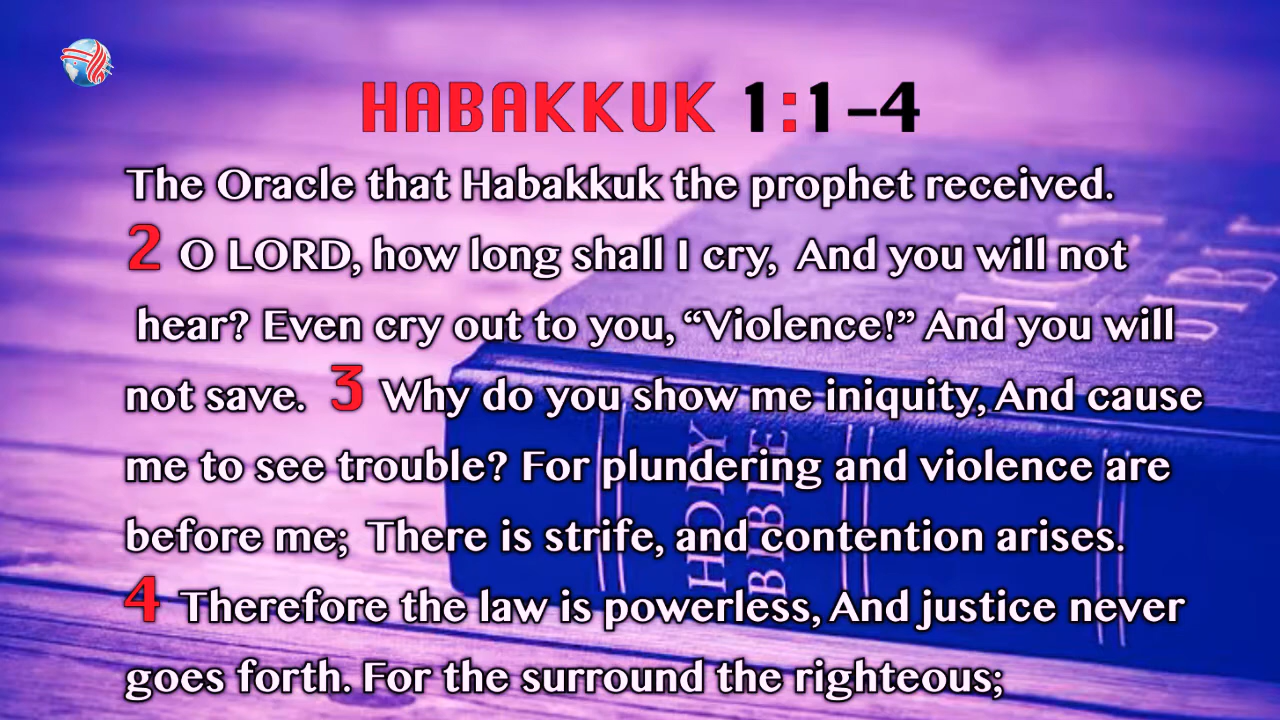 HABAKKUK 1:1-4
The Oracle that Habakkuk the prophet received.
2 O LORD, how long shall I cry, And you will not
hear? Even cry out to you, “Violence!” And you will
not save. 3 Why do you show me iniquity, And cause
me to see trouble? For plundering and violence are
before me; There is strife, and contention arises.
4 Therefore the law is powerless, And justice never
goes forth. For the surround the righteous;
HOLY
BIBLE